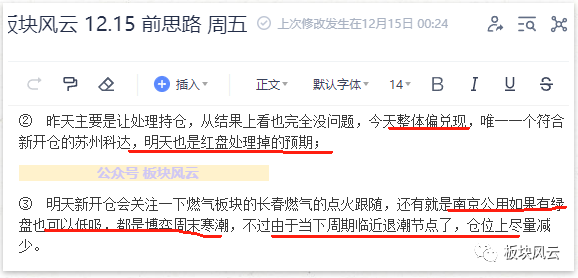 板块风云 12.15 前思路 周五
上次修改发生在12月15日 00:24
插入
正文
默认字体
14
B
I
U
S
② 昨天主要是让处理持仓，从结果上看也完全没问题，今天整体偏兑现，唯一一个符合
新开仓的苏州科达，明天也是红盘处理掉的预期；
公众号 板块风云
③ 明天新开仓会关注一下燃气板块的长春燃气的点火跟随，还有就是南京公用如果有绿
盘也可以低吸，都是博弈周末寒潮，不过由于当下周期临近退潮节点了，仓位上尽量减
少。
板块风云